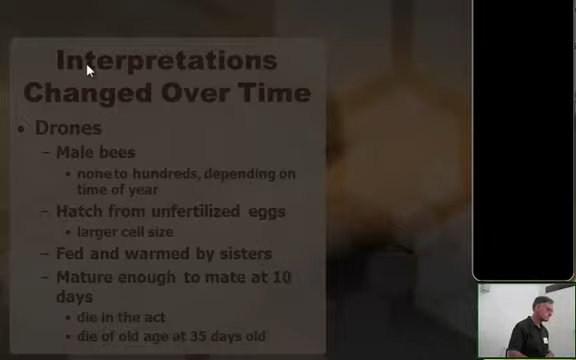 Interpretations
Changed Over Time
• Drones
– Male bees
• none to hundreds, depending on
time of year
– Hatch from unfertilized eggs
• larger cell size
– Fed and warmed by sisters
– Mature enough to mate at 10
days
• die in the act
• die of old age at 35 days old